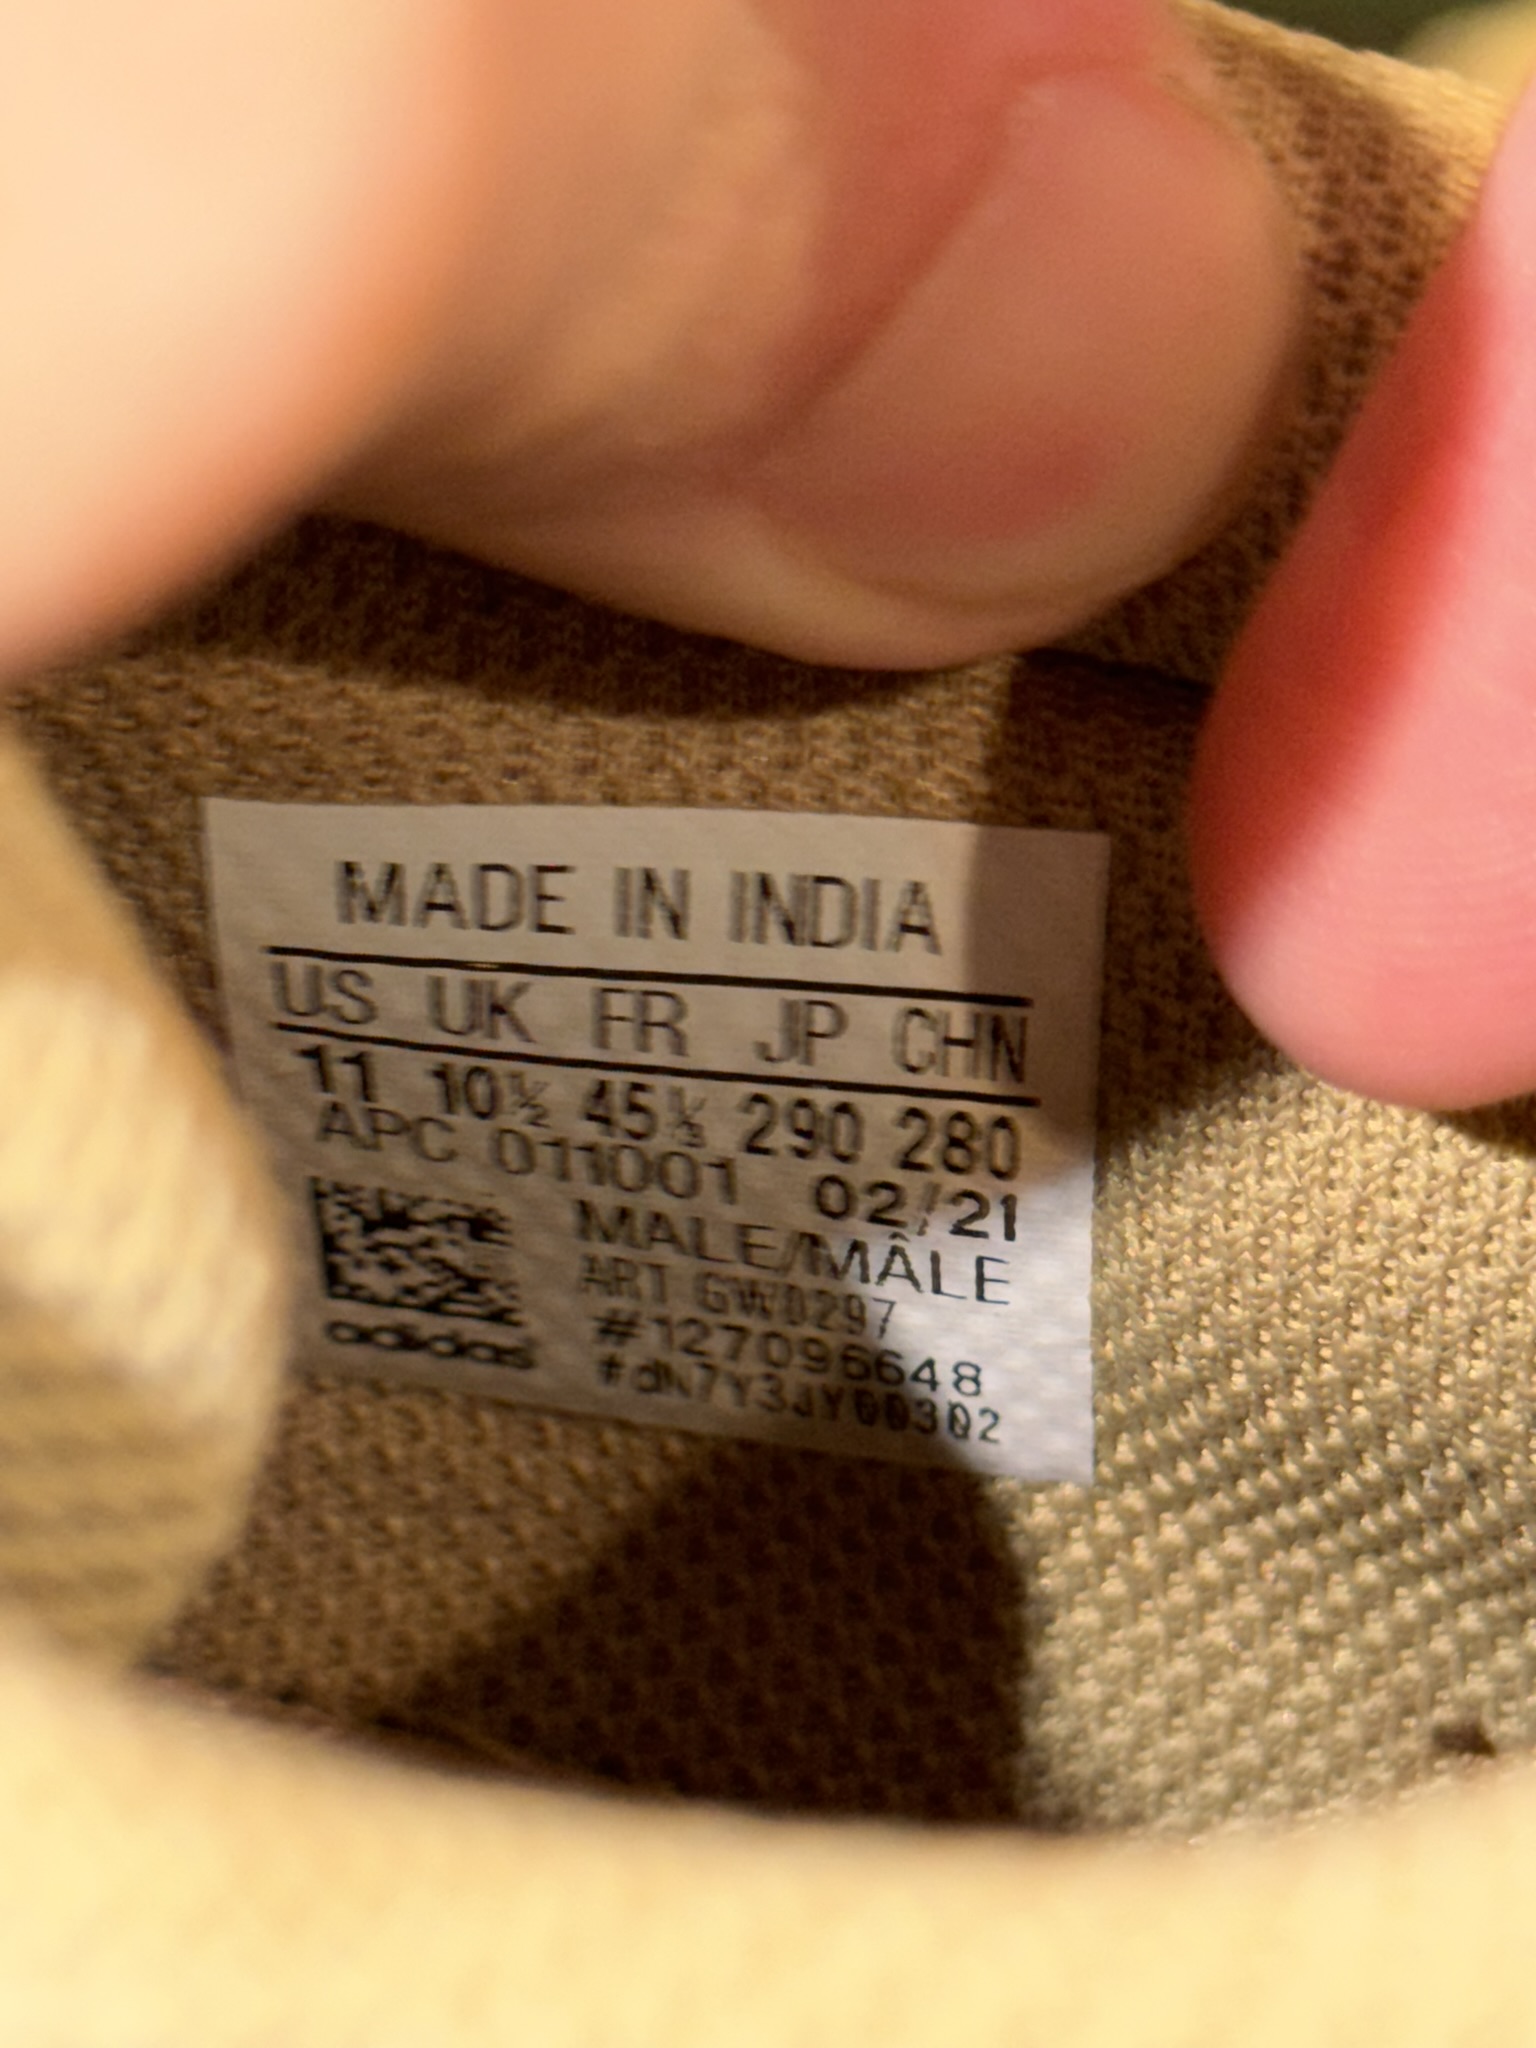 MADE IN INDIA
US UK FR JP CHN
11 10½ 45⅓ 290 280
APC 011001 02/21
MALE/MÂLE
ART GW0297
#127096648
adidas